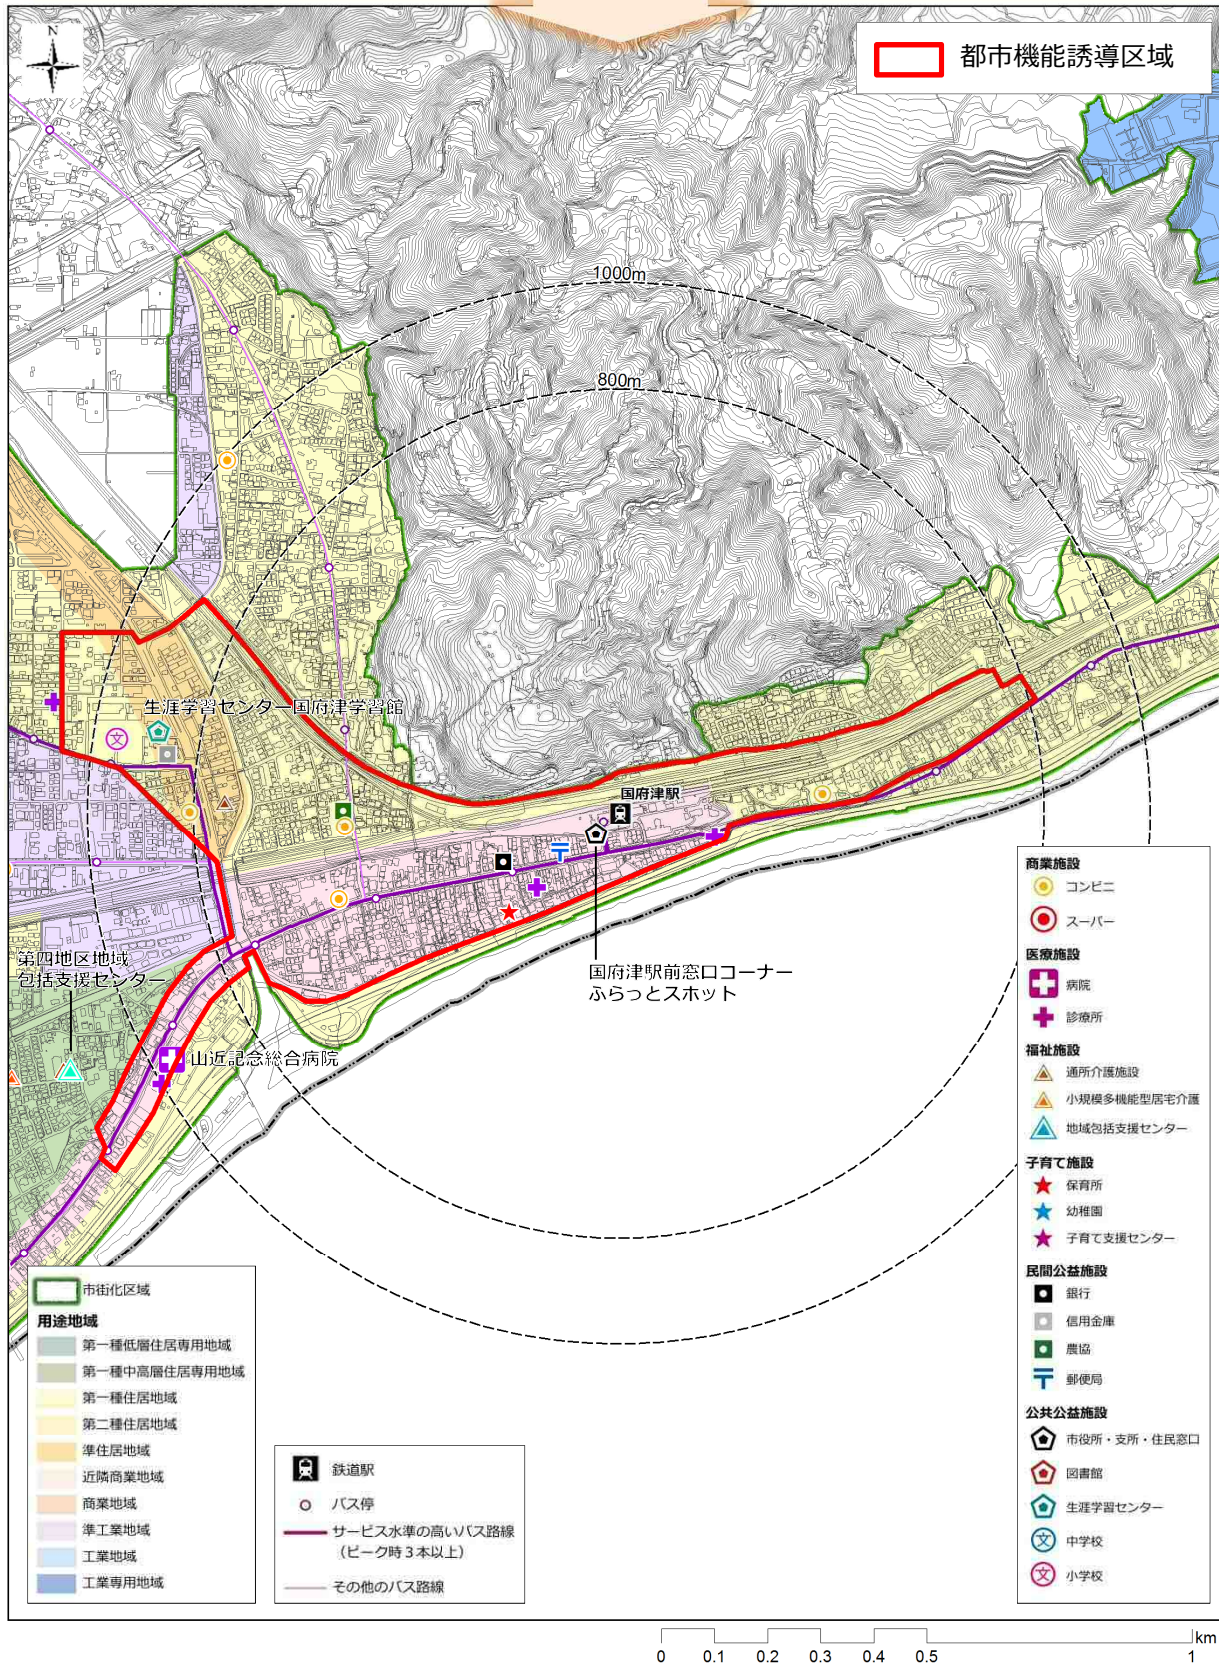 N
都市機能誘導区域
1000m
800m
生涯学習センター国府津学習館
文
国府津駅
国府津駅前窓口コーナー
ふらっとスポット
第四地区地域
包括支援センター
山近記念総合病院
商業施設
コンビニ
スーパー
医療施設
病院
診療所
福祉施設
通所介護施設
小規模多機能型居宅介護
地域包括支援センター
子育て施設
保育所
幼稚園
子育て支援センター
民間公益施設
銀行
信用金庫
農協
郵便局
公共公益施設
市役所・支所・住民窓口
図書館
生涯学習センター
文 中学校
文 小学校
市街化区域
用途地域
第一種低層住居専用地域
第一種中高層住居専用地域
第一種住居地域
第二種住居地域
準住居地域
近隣商業地域
商業地域
準工業地域
工業地域
工業専用地域
鉄道駅
バス停
サービス水準の高いバス路線
（ピーク時３本以上）
その他のバス路線
km
0 0.1 0.2 0.3 0.4 0.5 1